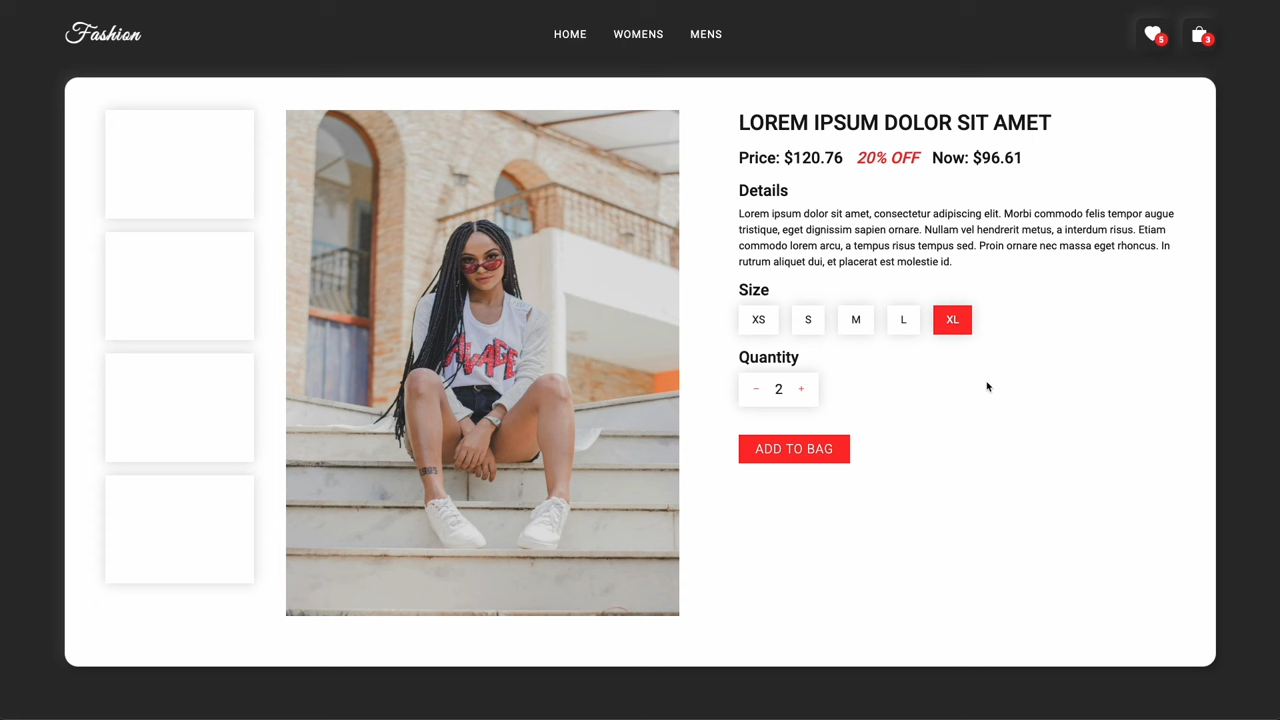 Fashion
HOME WOMENS MENS
5 3
LOREM IPSUM DOLOR SIT AMET
Price: $120.76 20% OFF Now: $96.61
Details
Lorem ipsum dolor sit amet, consectetur adipiscing elit. Morbi commodo felis tempor augue
tristique, eget dignissim sapien ornare. Nullam vel hendrerit metus, a interdum risus. Etiam
commodo lorem arcu, a tempus risus tempus sed. Proin ornare nec massa eget rhoncus. In
rutrum aliquet dui, et placerat est molestie id.
Size
XS S M L XL
Quantity
− 2 +
ADD TO BAG